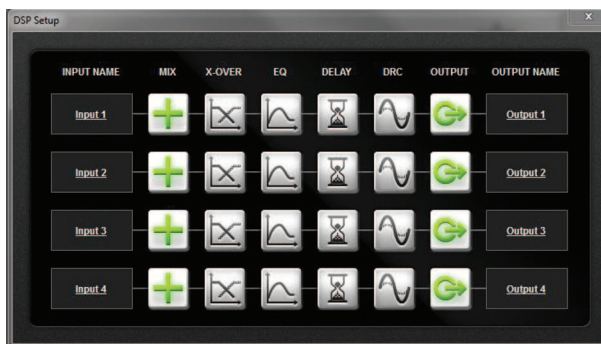 DSP Setup
x
INPUT NAME MIX X-OVER EQ DELAY DRC OUTPUT OUTPUT NAME
Input 1 Output 1
Input 2 Output 2
Input 3 Output 3
Input 4 Output 4